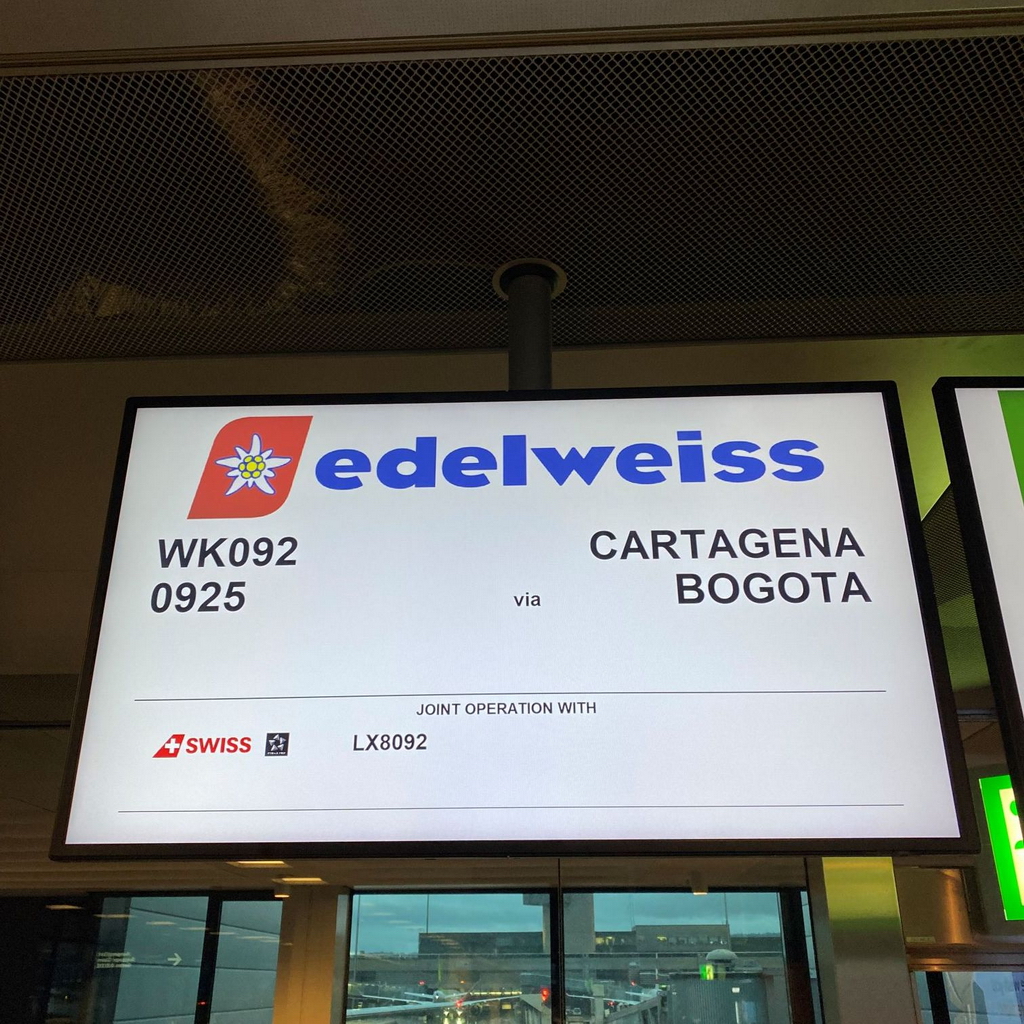 edelweiss
WK092 CARTAGENA
0925 via BOGOTA
JOINT OPERATION WITH
SWISS LX8092